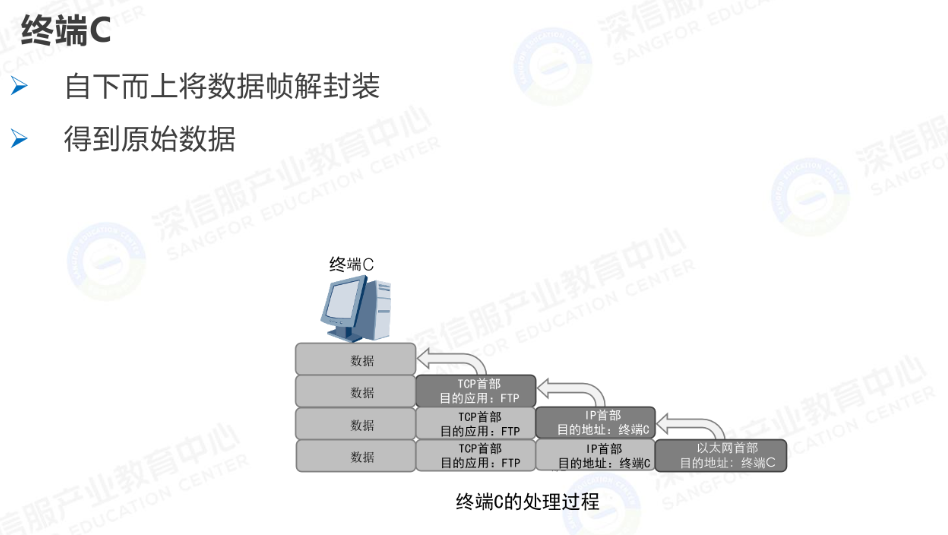 终端C
自下而上将数据帧解封装
得到原始数据
终端C
数据
数据 TCP首部
目的应用：FTP
数据 TCP首部 IP首部
目的应用：FTP 目的地址：终端C
数据 TCP首部 IP首部 以太网首部
目的应用：FTP 目的地址：终端C 目的地址：终端C
终端C的处理过程
深信服产业教育中心
SANGFOR EDUCATION CENTER